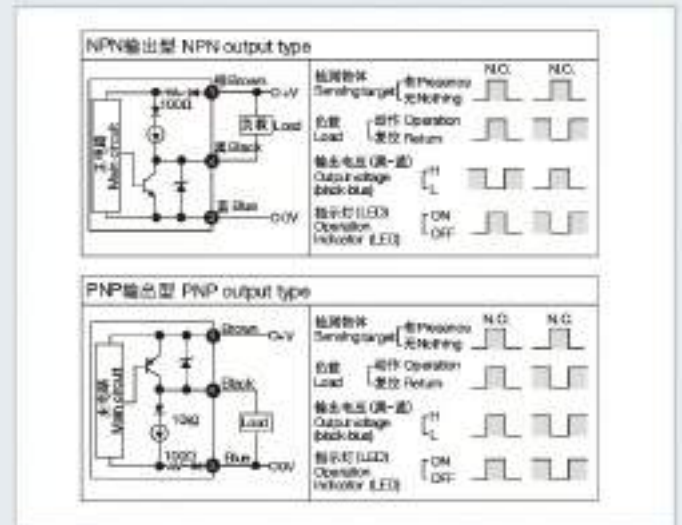 NPN输出型 NPN output type
棕Brown
+V
100Ω
负载 Load
主电路 Main circuit
黑Black
蓝Blue
0V
N.O. N.O.
检测物体 有Presence
Sensing target 无Nothing
负载 动作 Operation
Load 复位 Return
输出电压(黑-蓝) H
Output voltage
(black-blue) L
指示灯(LED) ON
Operation
Indicator (LED) OFF
PNP输出型 PNP output type
Brown
+V
主电路 Main circuit
Black
10kΩ
Load
100Ω
Blue
0V
N.O. N.O.
检测物体 有Presence
Sensing target 无Nothing
负载 动作 Operation
Load 复位 Return
输出电压(黑-蓝) H
Output voltage
(black-blue) L
指示灯(LED) ON
Operation
Indicator (LED) OFF